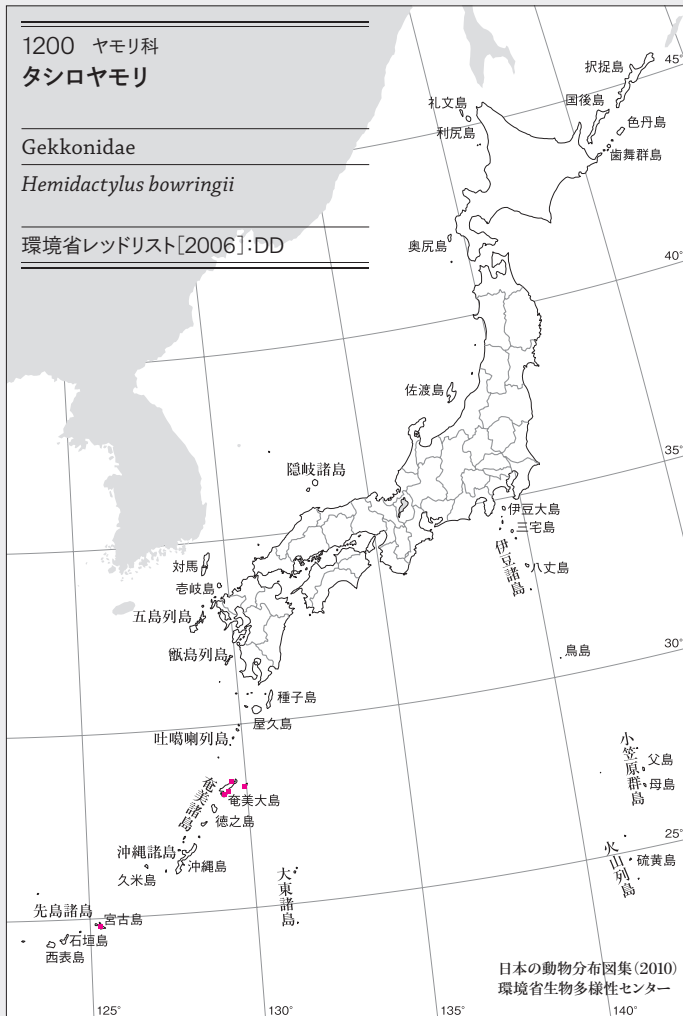 1200 ヤモリ科
タシロヤモリ
Gekkonidae
Hemidactylus bowringii
環境省レッドリスト[2006]:DD
45°
択捉島
国後島
礼文島
色丹島
利尻島
歯舞群島
奥尻島
40°
佐渡島
35°
隠岐諸島
伊豆大島
三宅島
伊豆諸島
八丈島
対馬
壱岐島
五島列島
甑島列島
鳥島
30°
種子島
屋久島
吐噶喇列島
小笠原群島
父島
母島
奄美諸島
奄美大島
徳之島
25°
沖縄諸島
沖縄島
久米島
大東諸島
火山列島
硫黄島
先島諸島
宮古島
石垣島
西表島
日本の動物分布図集(2010)
環境省生物多様性センター
125°
130°
135°
140°